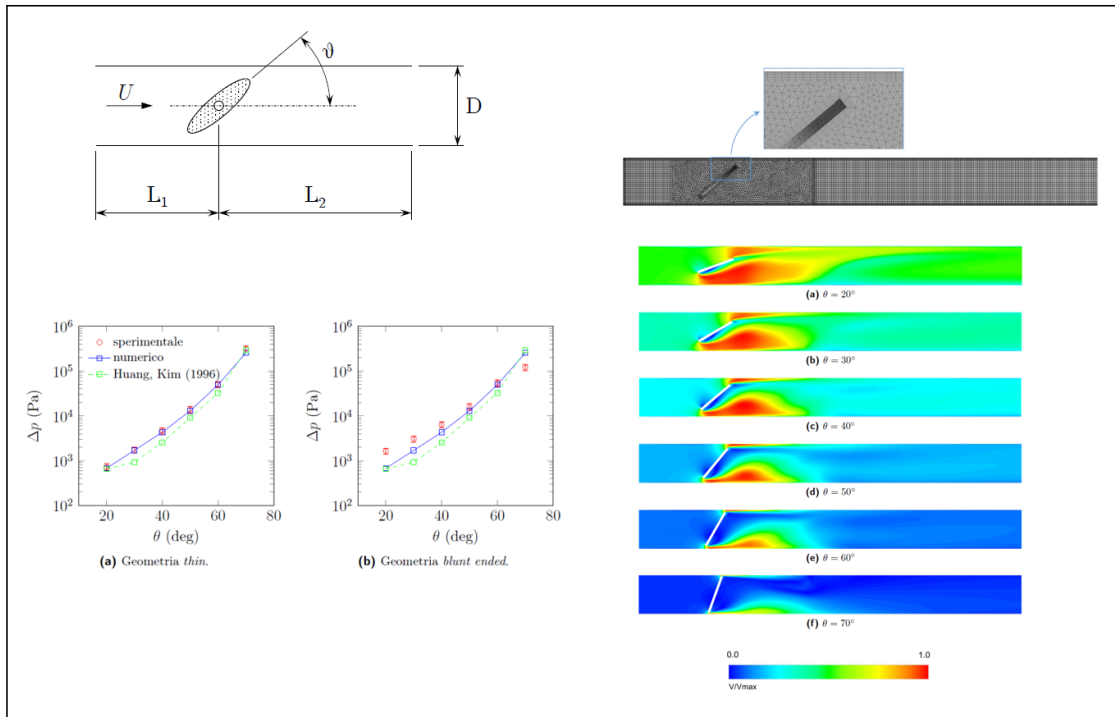 ϑ
U
D
L1
L2
10^6
10^5
10^4
10^3
10^2
Δp (Pa)
sperimentale
numerico
Huang, Kim (1996)
20 40 60 80
θ (deg)
(a) Geometria thin.
10^6
10^5
10^4
10^3
10^2
Δp (Pa)
20 40 60 80
θ (deg)
(b) Geometria blunt ended.
(a) θ = 20°
(b) θ = 30°
(c) θ = 40°
(d) θ = 50°
(e) θ = 60°
(f) θ = 70°
0.0 1.0
V/Vmax